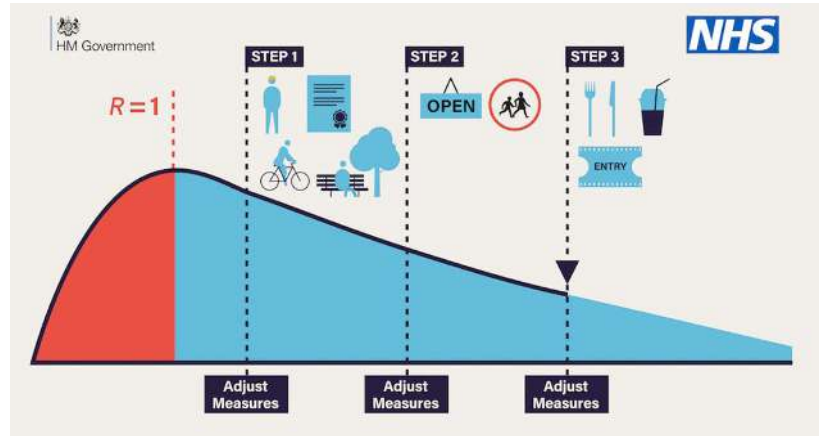 HM Government
NHS
STEP 1
STEP 2
STEP 3
R=1
OPEN
ENTRY
Adjust
Measures
Adjust
Measures
Adjust
Measures